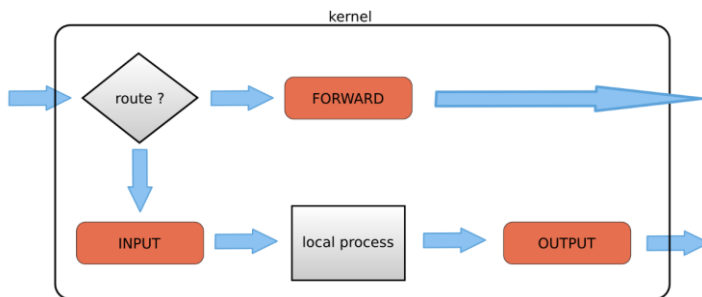 kernel
route ?
FORWARD
INPUT
local process
OUTPUT